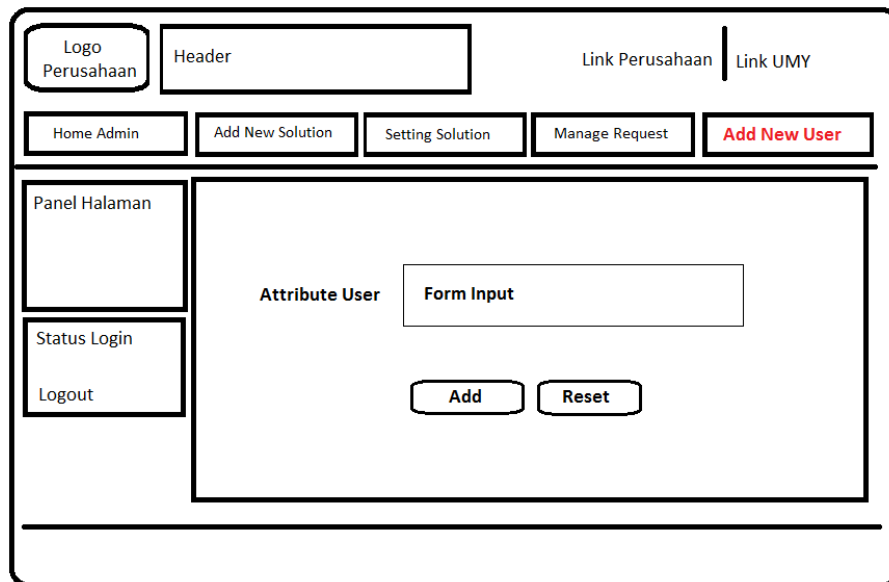 Logo
Perusahaan
Header
Link Perusahaan
Link UMY
Home Admin
Add New Solution
Setting Solution
Manage Request
Add New User
Panel Halaman
Attribute User
Form Input
Status Login
Logout
Add
Reset